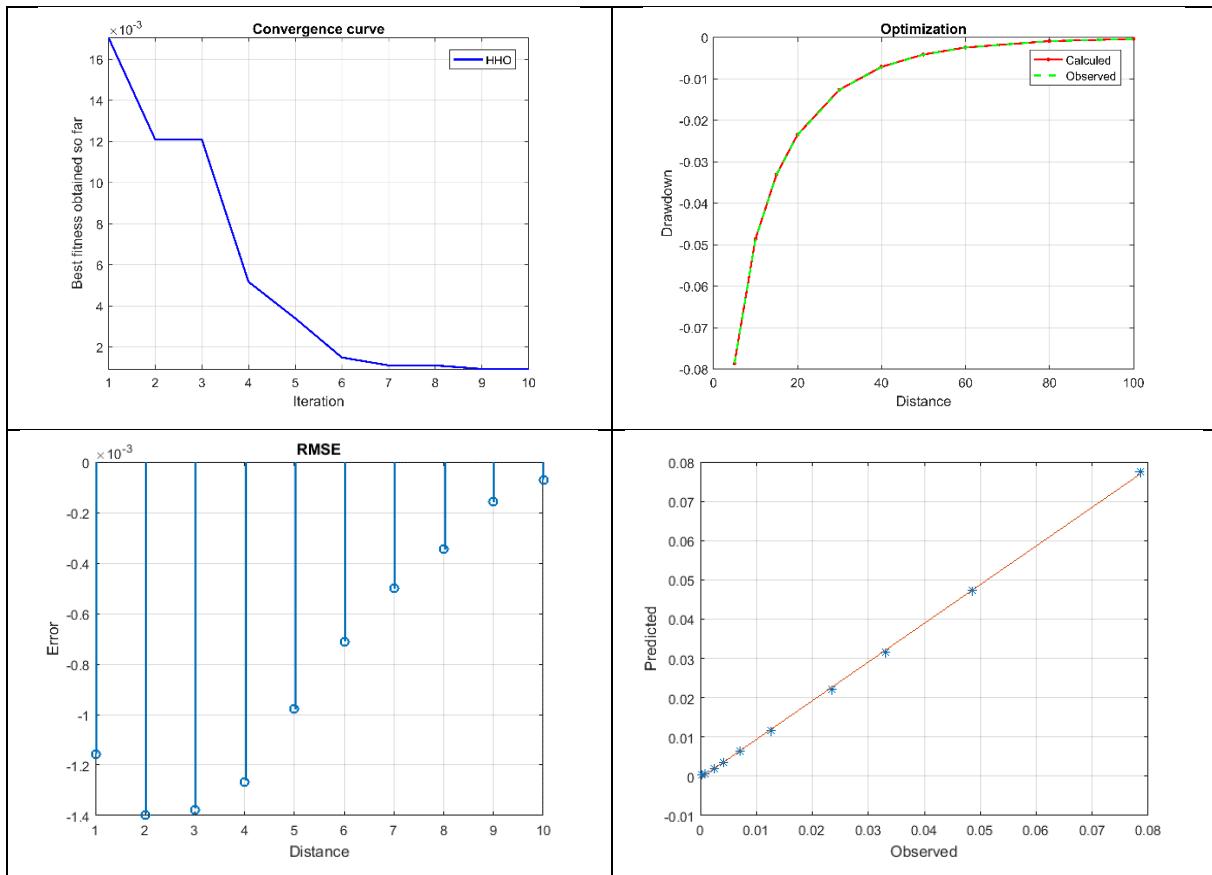 Convergence curve
×10-3
HHO
16
14
12
10
8
6
4
2
1 2 3 4 5 6 7 8 9 10
Best fitness obtained so far
Iteration
Optimization
Calculed
Observed
0
-0.01
-0.02
-0.03
-0.04
-0.05
-0.06
-0.07
-0.08
0 20 40 60 80 100
Drawdown
Distance
RMSE
×10-3
0
-0.2
-0.4
-0.6
-0.8
-1
-1.2
-1.4
1 2 3 4 5 6 7 8 9 10
Error
Distance
0.08
0.07
0.06
0.05
0.04
0.03
0.02
0.01
0
-0.01
0 0.01 0.02 0.03 0.04 0.05 0.06 0.07 0.08
Predicted
Observed